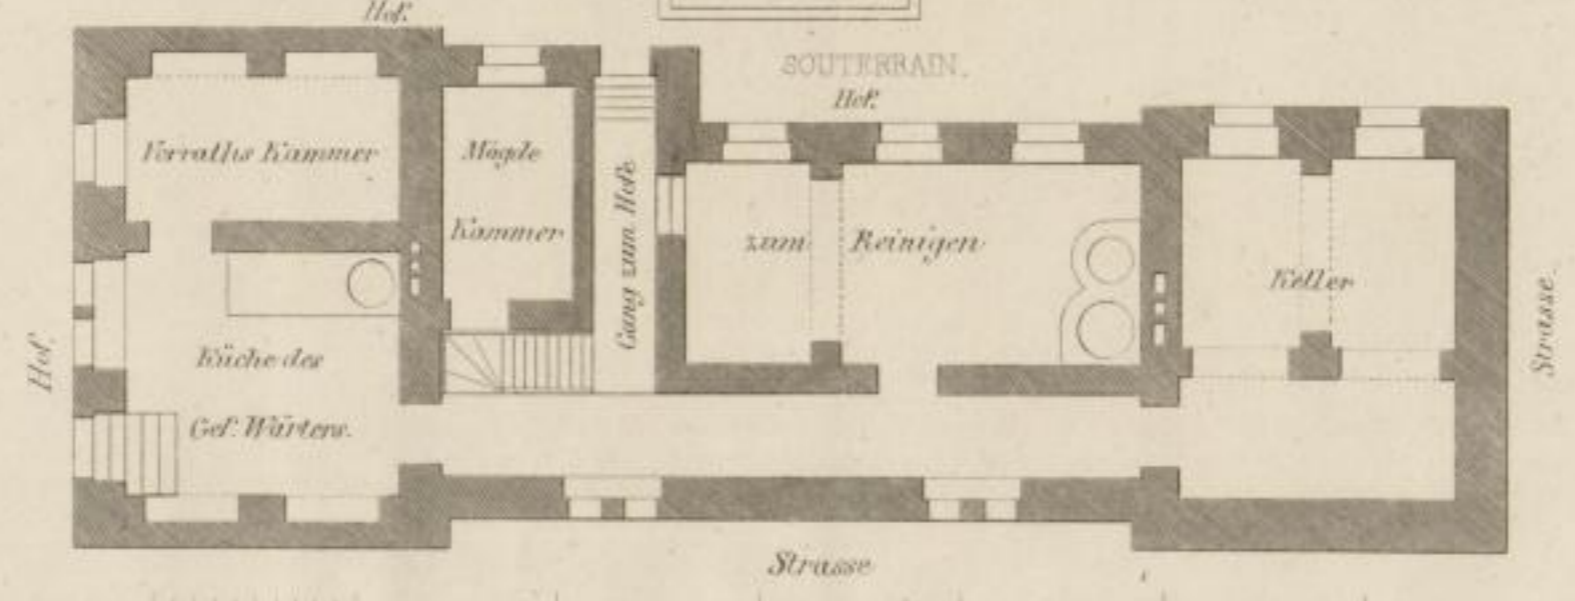 Hof.
SOUTERRAIN.
Hof.
Vorraths Kammer
Mägde
Kammer
Gang zum Hofe
zum Reinigen
Keller
Küche des
Gef. Wärters.
Hof.
Strasse.
Strasse